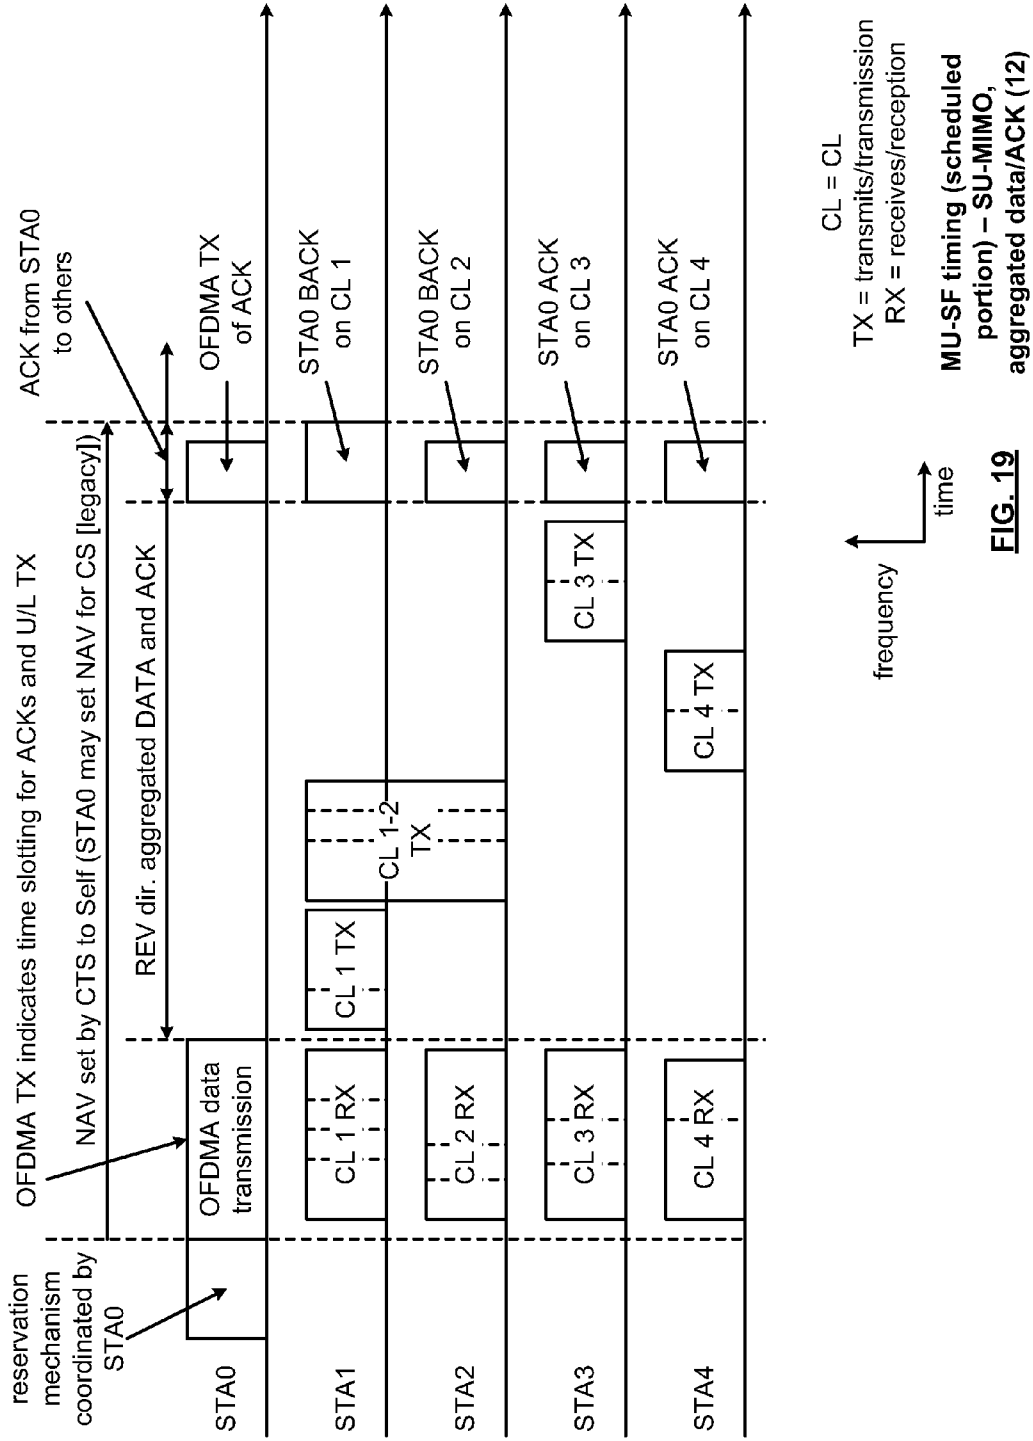 OFDMA TX indicates time slotting for ACKs and U/L TX
NAV set by CTS to Self (STA0 may set NAV for CS [legacy])
reservation
mechanism
coordinated by
STA0
REV dir. aggregated DATA and ACK
ACK from STA0
to others
STA0
OFDMA data
transmission
OFDMA TX
of ACK
STA1
CL 1 RX
CL 1 TX
CL 1-2
TX
STA0 BACK
on CL 1
STA2
CL 2 RX
STA0 BACK
on CL 2
STA3
CL 3 RX
CL 3 TX
STA0 ACK
on CL 3
STA4
CL 4 RX
CL 4 TX
STA0 ACK
on CL 4
frequency
time
CL = CL
TX = transmits/transmission
RX = receives/reception
FIG. 19
MU-SF timing (scheduled
portion) – SU-MIMO,
aggregated data/ACK (12)